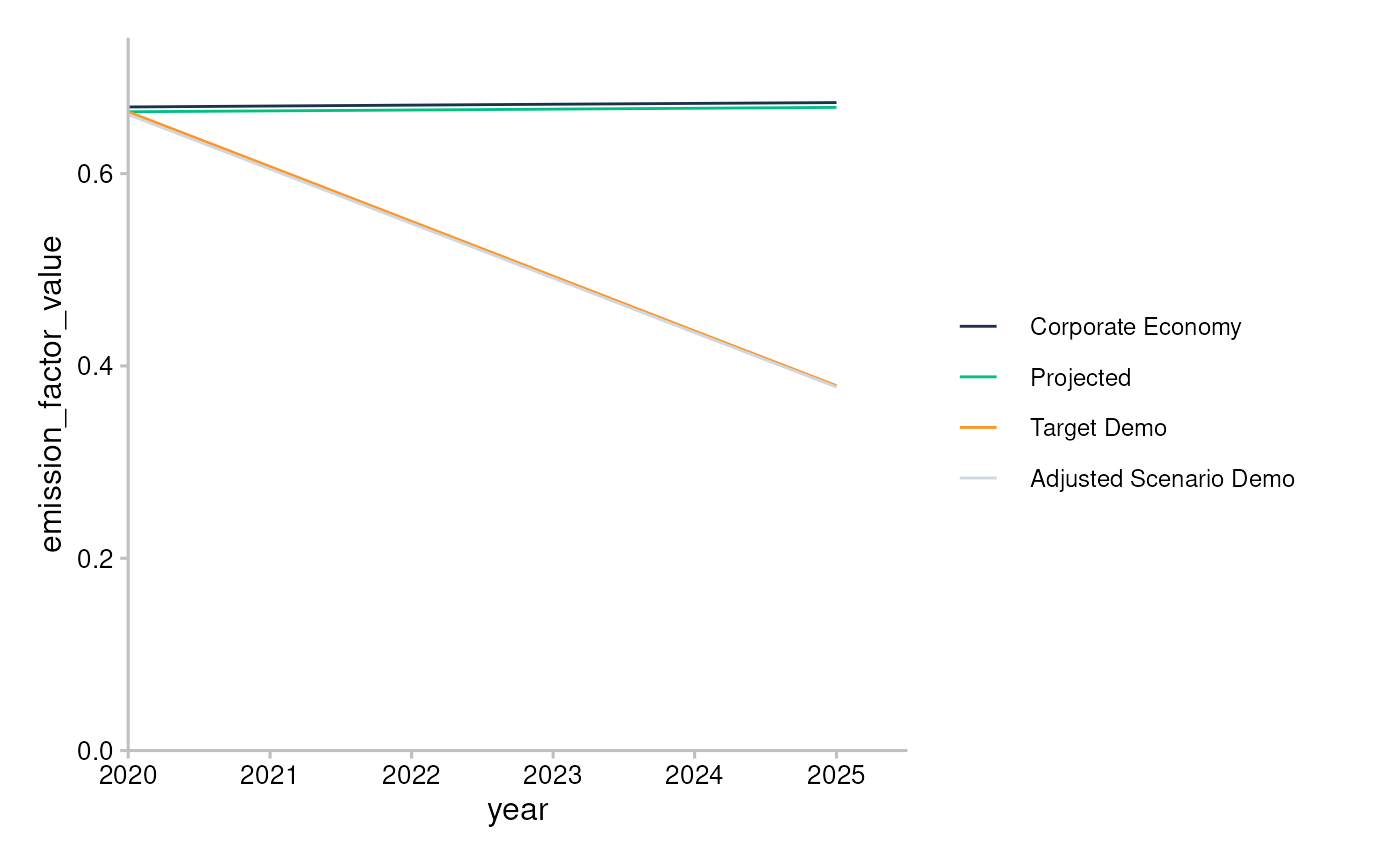 emission_factor_value
0.6
0.4
0.2
0.0
2020 2021 2022 2023 2024 2025
year
Corporate Economy
Projected
Target Demo
Adjusted Scenario Demo